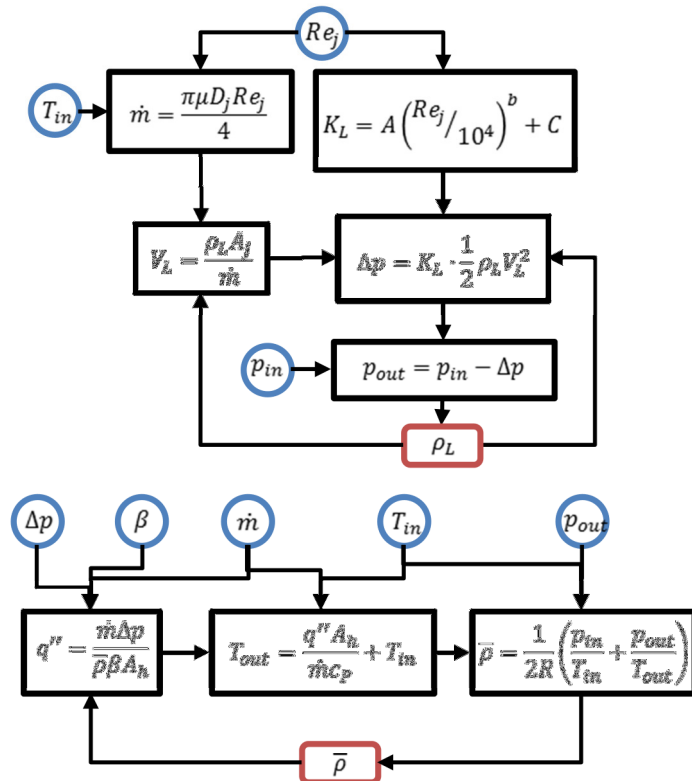 Re_j
T_in
ṁ = πμD_jRe_j / 4
K_L = A(Re_j/10^4)^b + C
V_L = ρ_LA_j / ṁ
Δp = K_L · 1/2 ρ_LV_L^2
p_in
p_out = p_in − Δp
ρ_L
Δp
β
ṁ
T_in
p_out
q'' = ṁΔp / ρ̅βA_h
T_out = q''A_h / ṁc_P + T_in
ρ̅ = 1/2R (p_in/T_in + p_out/T_out)
ρ̅